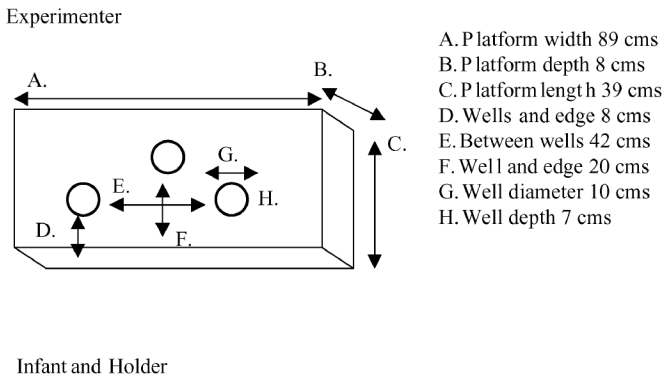 Experimenter
A. Platform width 89 cms
B. Platform depth 8 cms
C. Platform length 39 cms
D. Wells and edge 8 cms
E. Between wells 42 cms
F. Well and edge 20 cms
G. Well diameter 10 cms
H. Well depth 7 cms
A.
B.
C.
G.
E.
H.
D.
F.
Infant and Holder